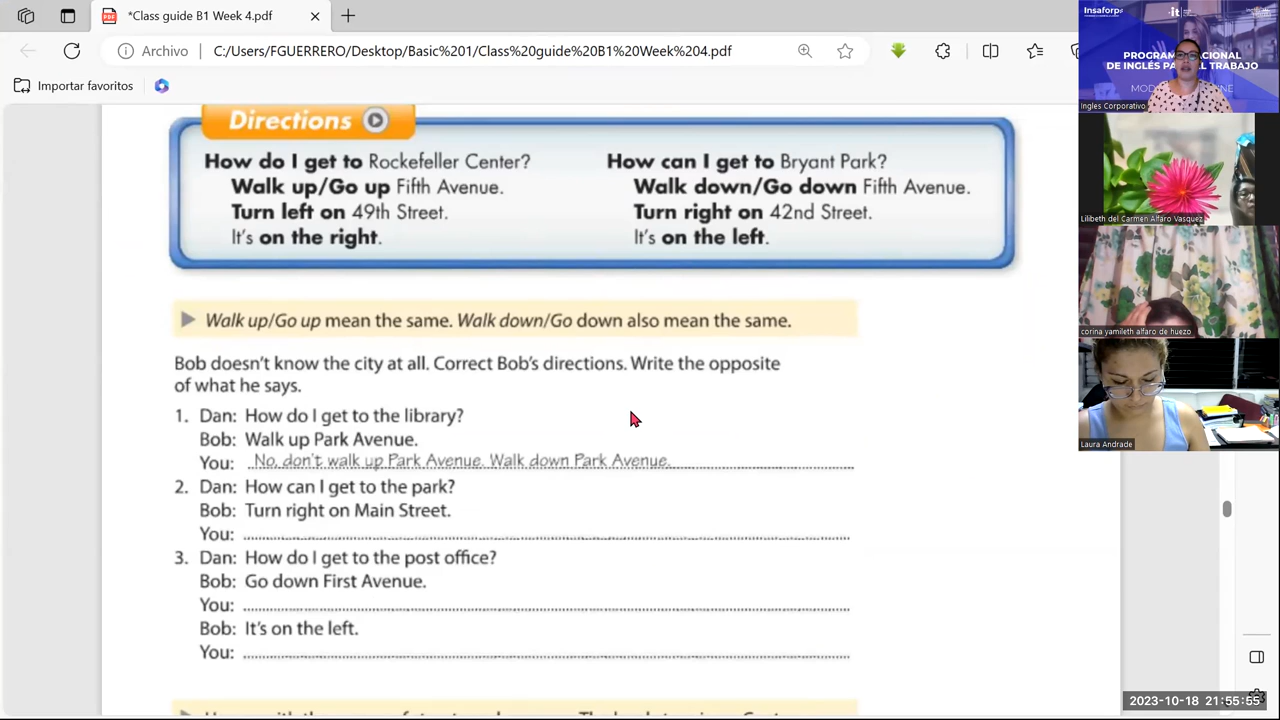 *Class guide B1 Week 4.pdf
Archivo
C:/Users/FGUERRERO/Desktop/Basic%201/Class%20guide%20B1%20Week%204.pdf
Importar favoritos
Directions
How do I get to Rockefeller Center?
Walk up/Go up Fifth Avenue.
Turn left on 49th Street.
It's on the right.
How can I get to Bryant Park?
Walk down/Go down Fifth Avenue.
Turn right on 42nd Street.
It's on the left.
Walk up/Go up mean the same. Walk down/Go down also mean the same.
Bob doesn't know the city at all. Correct Bob's directions. Write the opposite
of what he says.
1. Dan: How do I get to the library?
Bob: Walk up Park Avenue.
You: No, don't walk up Park Avenue. Walk down Park Avenue.
2. Dan: How can I get to the park?
Bob: Turn right on Main Street.
You:
3. Dan: How do I get to the post office?
Bob: Go down First Avenue.
You:
Bob: It's on the left.
You:
Insaforp
it
Ingles Corporativo
Lilibeth del Carmen Alfaro Vasquez
corina yamileth alfaro de huezo
Laura Andrade
2023-10-18 21:55:55